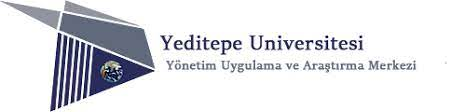 Yeditepe Universitesi
Yönetim Uygulama ve Araştırma Merkezi